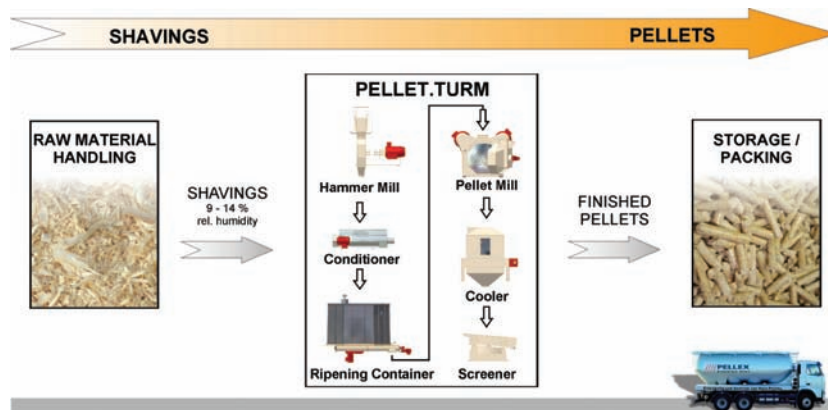 SHAVINGS
PELLETS
RAW MATERIAL
HANDLING
SHAVINGS
9 - 14 %
rel. humidity
PELLET.TURM
Hammer Mill
Conditioner
Ripening Container
Pellet Mill
Cooler
Screener
FINISHED
PELLETS
STORAGE /
PACKING
PELLEX